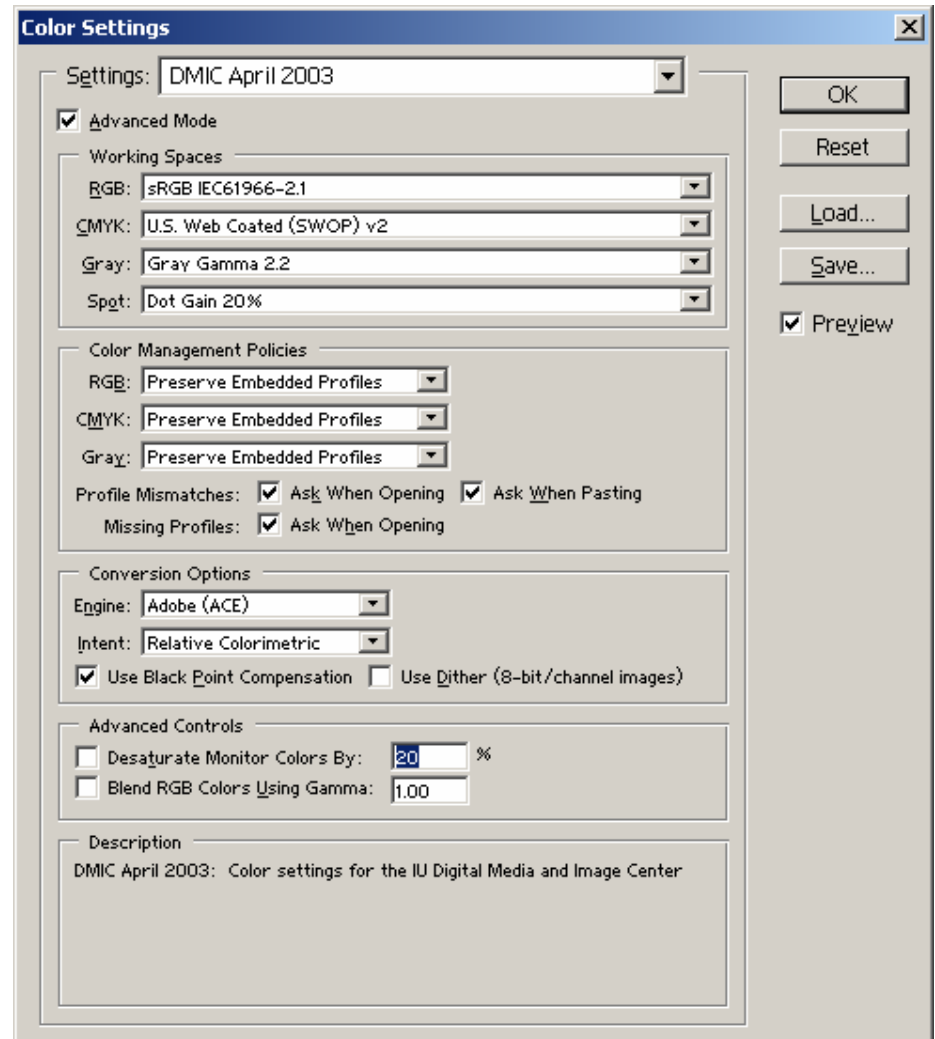 Color Settings
Settings: DMIC April 2003
OK
Advanced Mode
Reset
Working Spaces
RGB: sRGB IEC61966-2.1
CMYK: U.S. Web Coated (SWOP) v2
Load...
Gray: Gray Gamma 2.2
Save...
Spot: Dot Gain 20%
Preview
Color Management Policies
RGB: Preserve Embedded Profiles
CMYK: Preserve Embedded Profiles
Gray: Preserve Embedded Profiles
Profile Mismatches: Ask When Opening Ask When Pasting
Missing Profiles: Ask When Opening
Conversion Options
Engine: Adobe (ACE)
Intent: Relative Colorimetric
Use Black Point Compensation Use Dither (8-bit/channel images)
Advanced Controls
Desaturate Monitor Colors By: 20 %
Blend RGB Colors Using Gamma: 1.00
Description
DMIC April 2003: Color settings for the IU Digital Media and Image Center